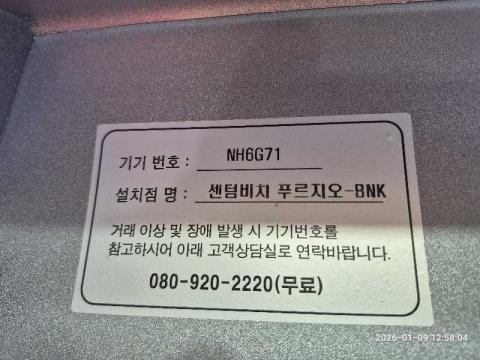 기기 번호 : NH6G71
설치점 명 : 센텀비치 푸르지오-BNK
거래 이상 및 장애 발생 시 기기번호를
참고하시어 아래 고객상담실로 연락바랍니다.
080-920-2220(무료)
2026-01-09 12:58:04